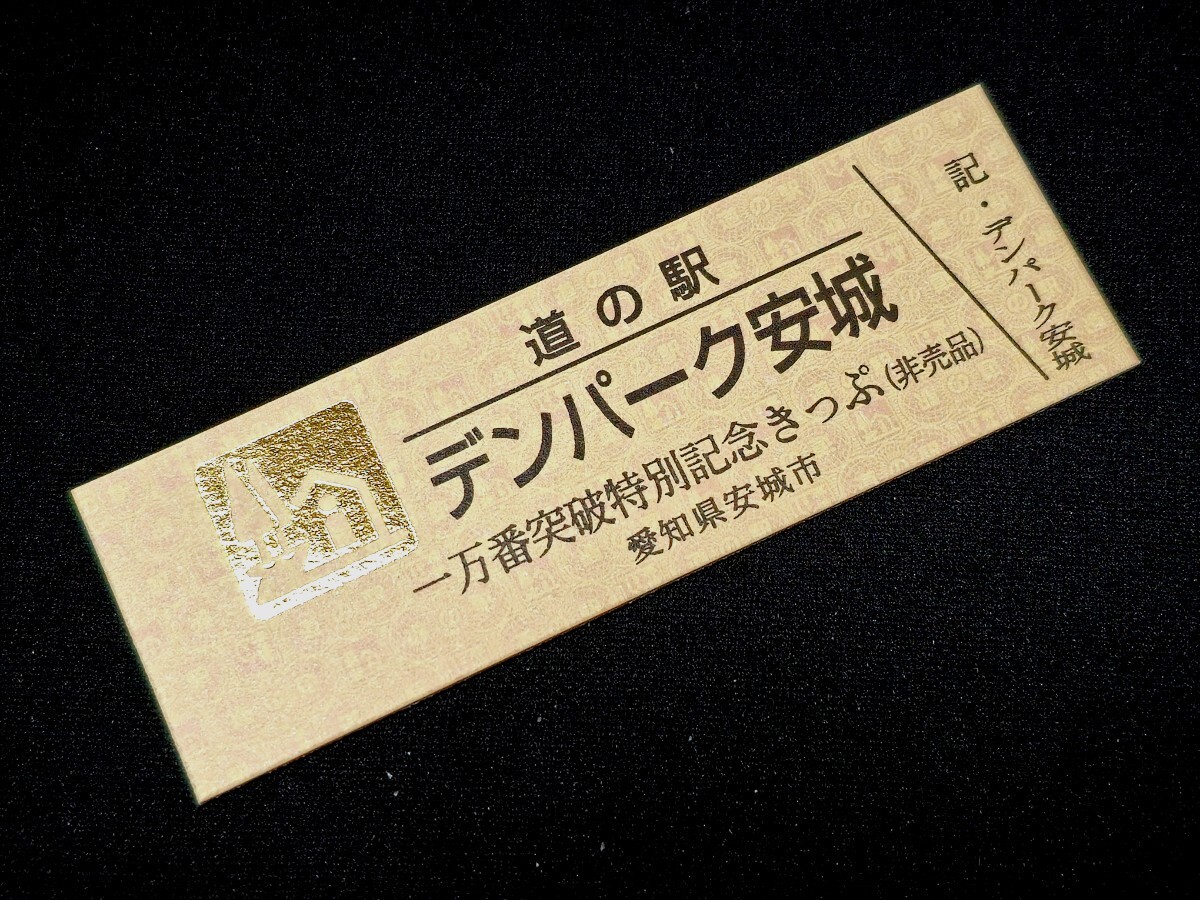 道の駅
デンパーク安城
一万番突破特別記念きっぷ(非売品)
愛知県安城市
記・デンパーク安城